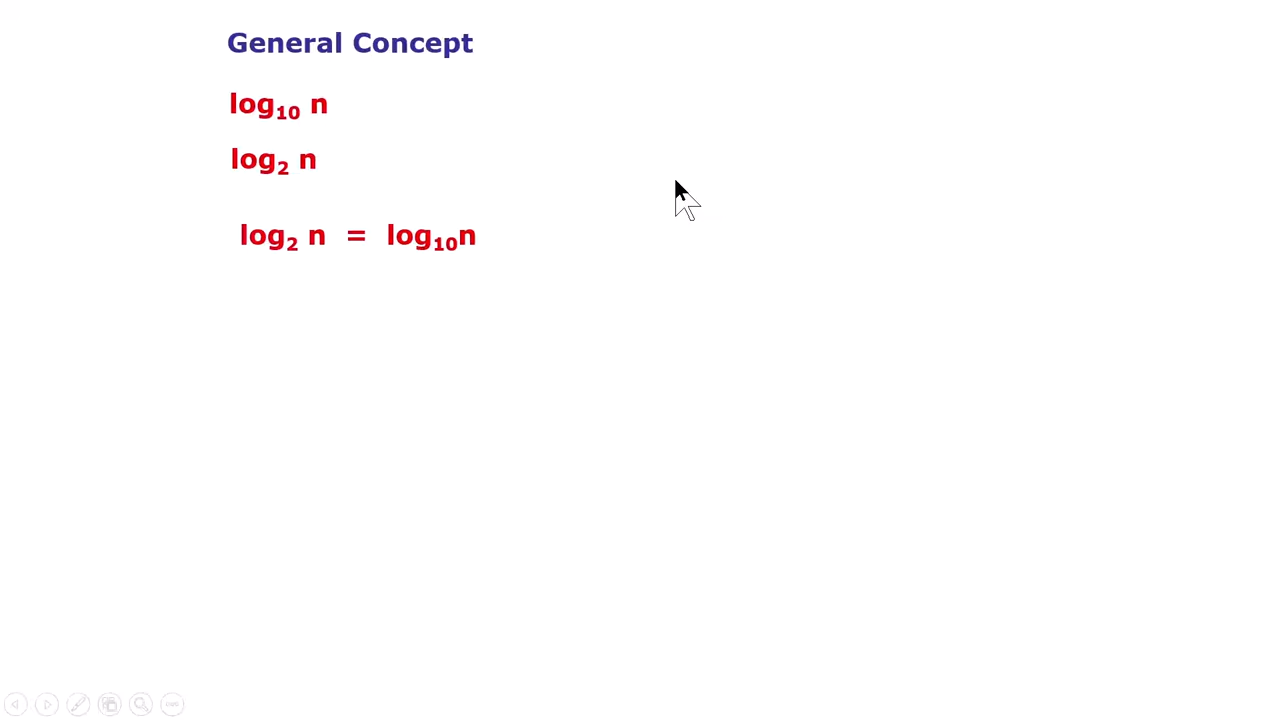 General Concept
log₁₀ n
log₂ n
log₂ n = log₁₀n